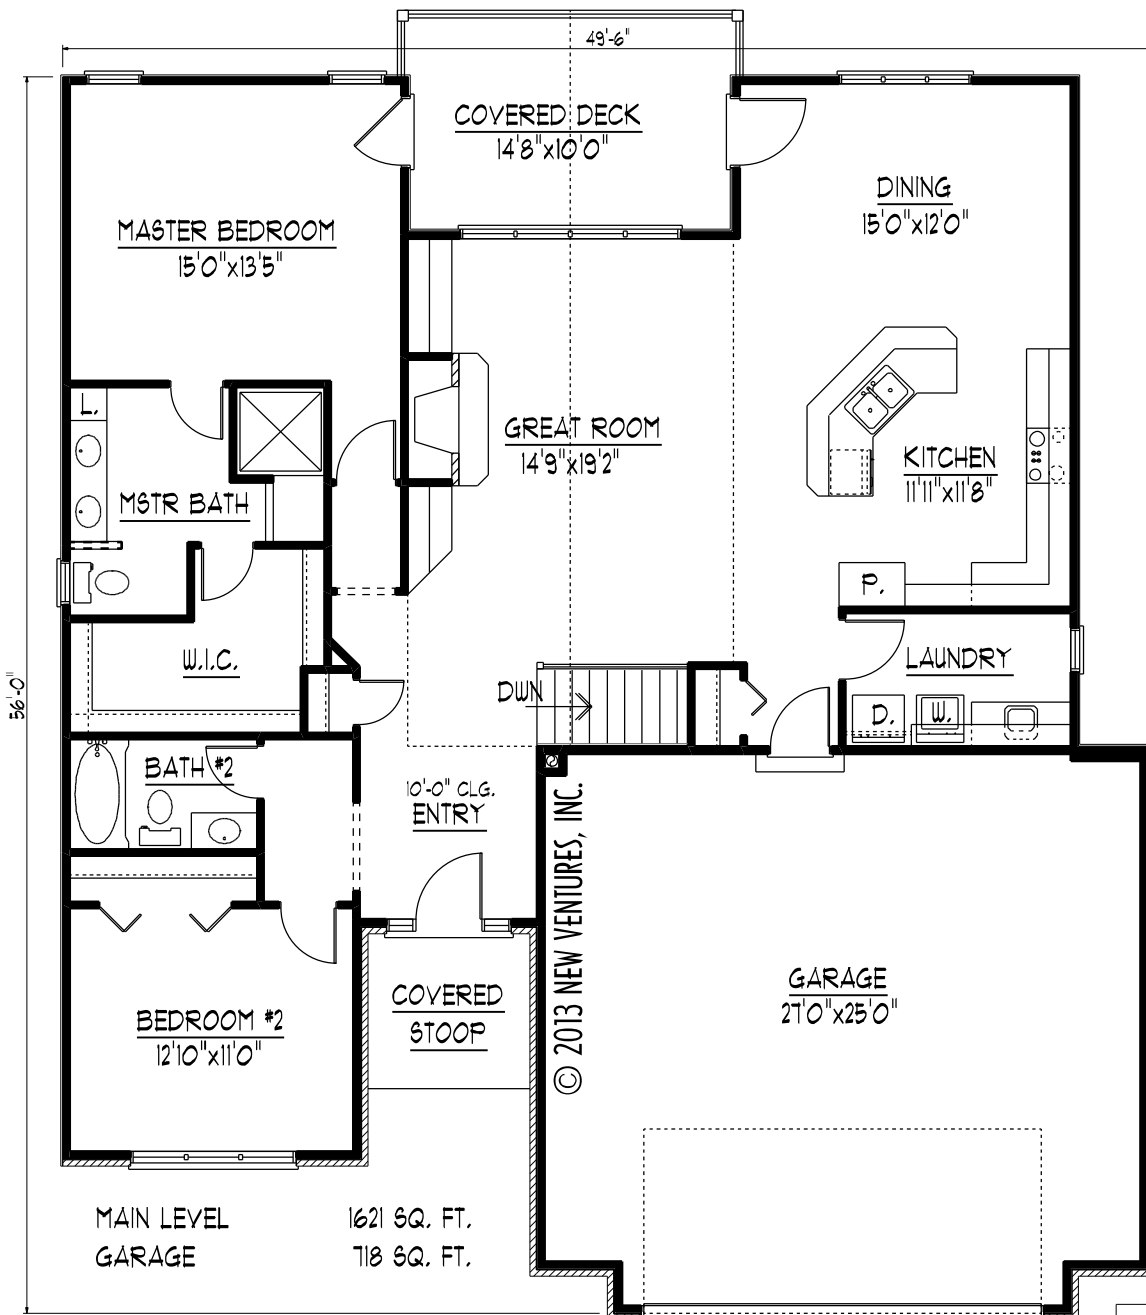 49'-6"
COVERED DECK
14'8"x10'0"
DINING
15'0"x12'0"
MASTER BEDROOM
15'0"x13'5"
L.
GREAT ROOM
14'9"x19'2"
KITCHEN
11'11"x11'8"
MSTR BATH
P.
W.I.C.
LAUNDRY
DWN
D.
W.
56'-0"
BATH #2
10'-0" CLG.
ENTRY
© 2013 NEW VENTURES, INC.
GARAGE
27'0"x25'0"
COVERED
STOOP
BEDROOM #2
12'10"x11'0"
MAIN LEVEL 1621 SQ. FT.
GARAGE 718 SQ. FT.